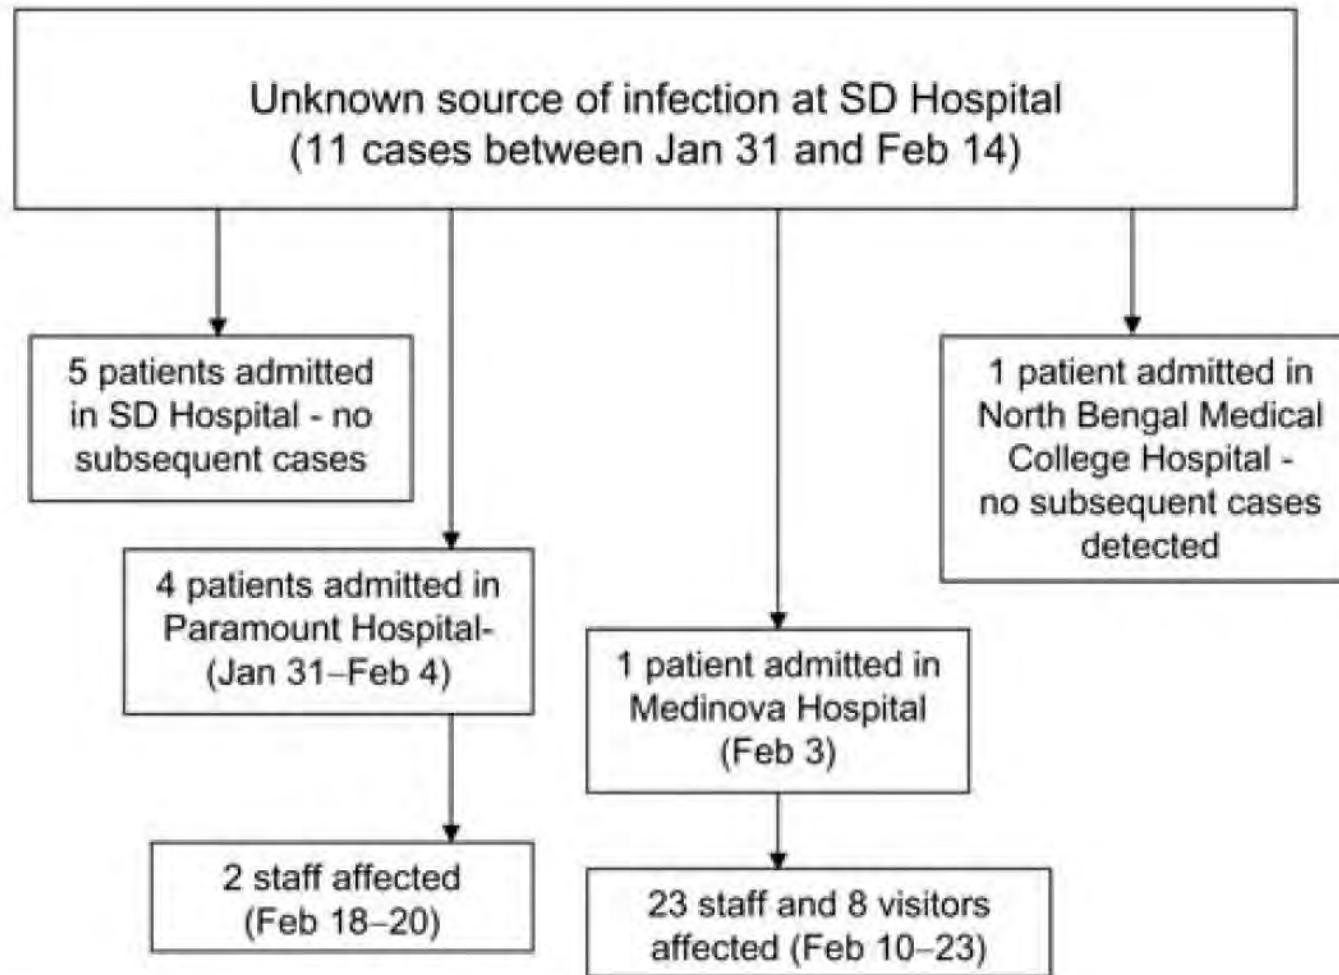 Unknown source of infection at SD Hospital
(11 cases between Jan 31 and Feb 14)
5 patients admitted
in SD Hospital - no
subsequent cases
1 patient admitted in
North Bengal Medical
College Hospital -
no subsequent cases
detected
4 patients admitted in
Paramount Hospital-
(Jan 31–Feb 4)
1 patient admitted in
Medinova Hospital
(Feb 3)
2 staff affected
(Feb 18–20)
23 staff and 8 visitors
affected (Feb 10–23)